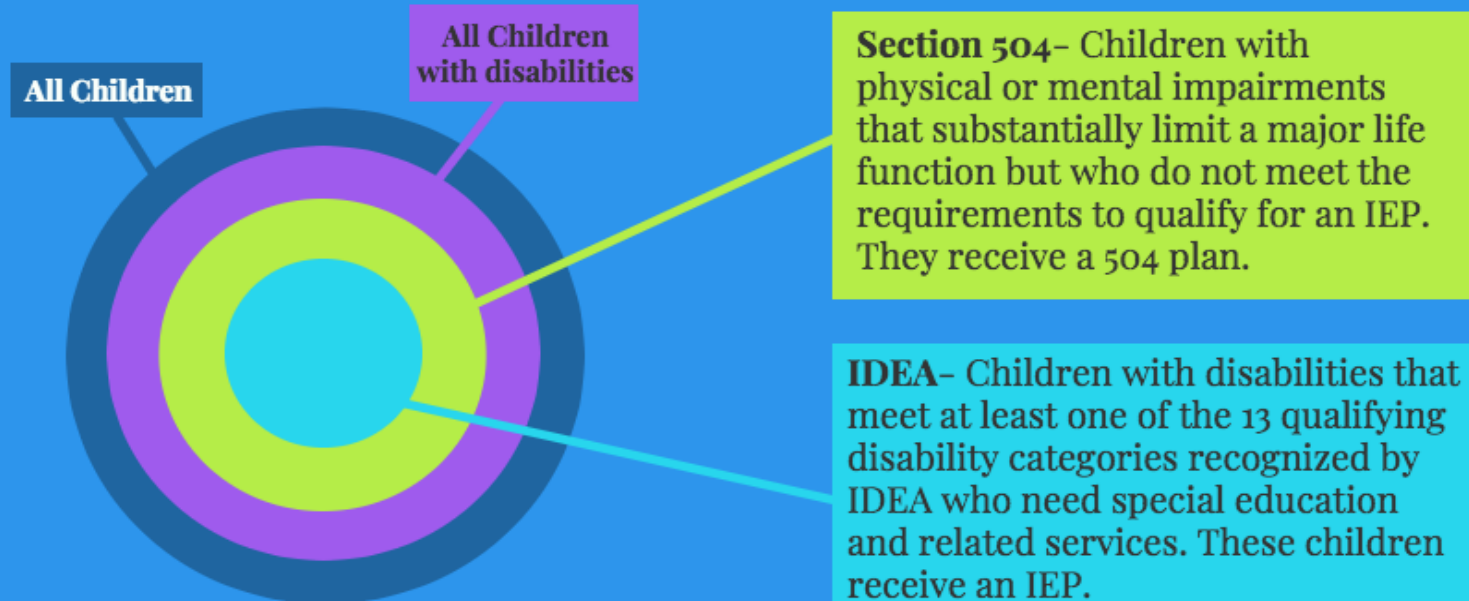 All Children
All Children
with disabilities
Section 504- Children with
physical or mental impairments
that substantially limit a major life
function but who do not meet the
requirements to qualify for an IEP.
They receive a 504 plan.
IDEA- Children with disabilities that
meet at least one of the 13 qualifying
disability categories recognized by
IDEA who need special education
and related services. These children
receive an IEP.